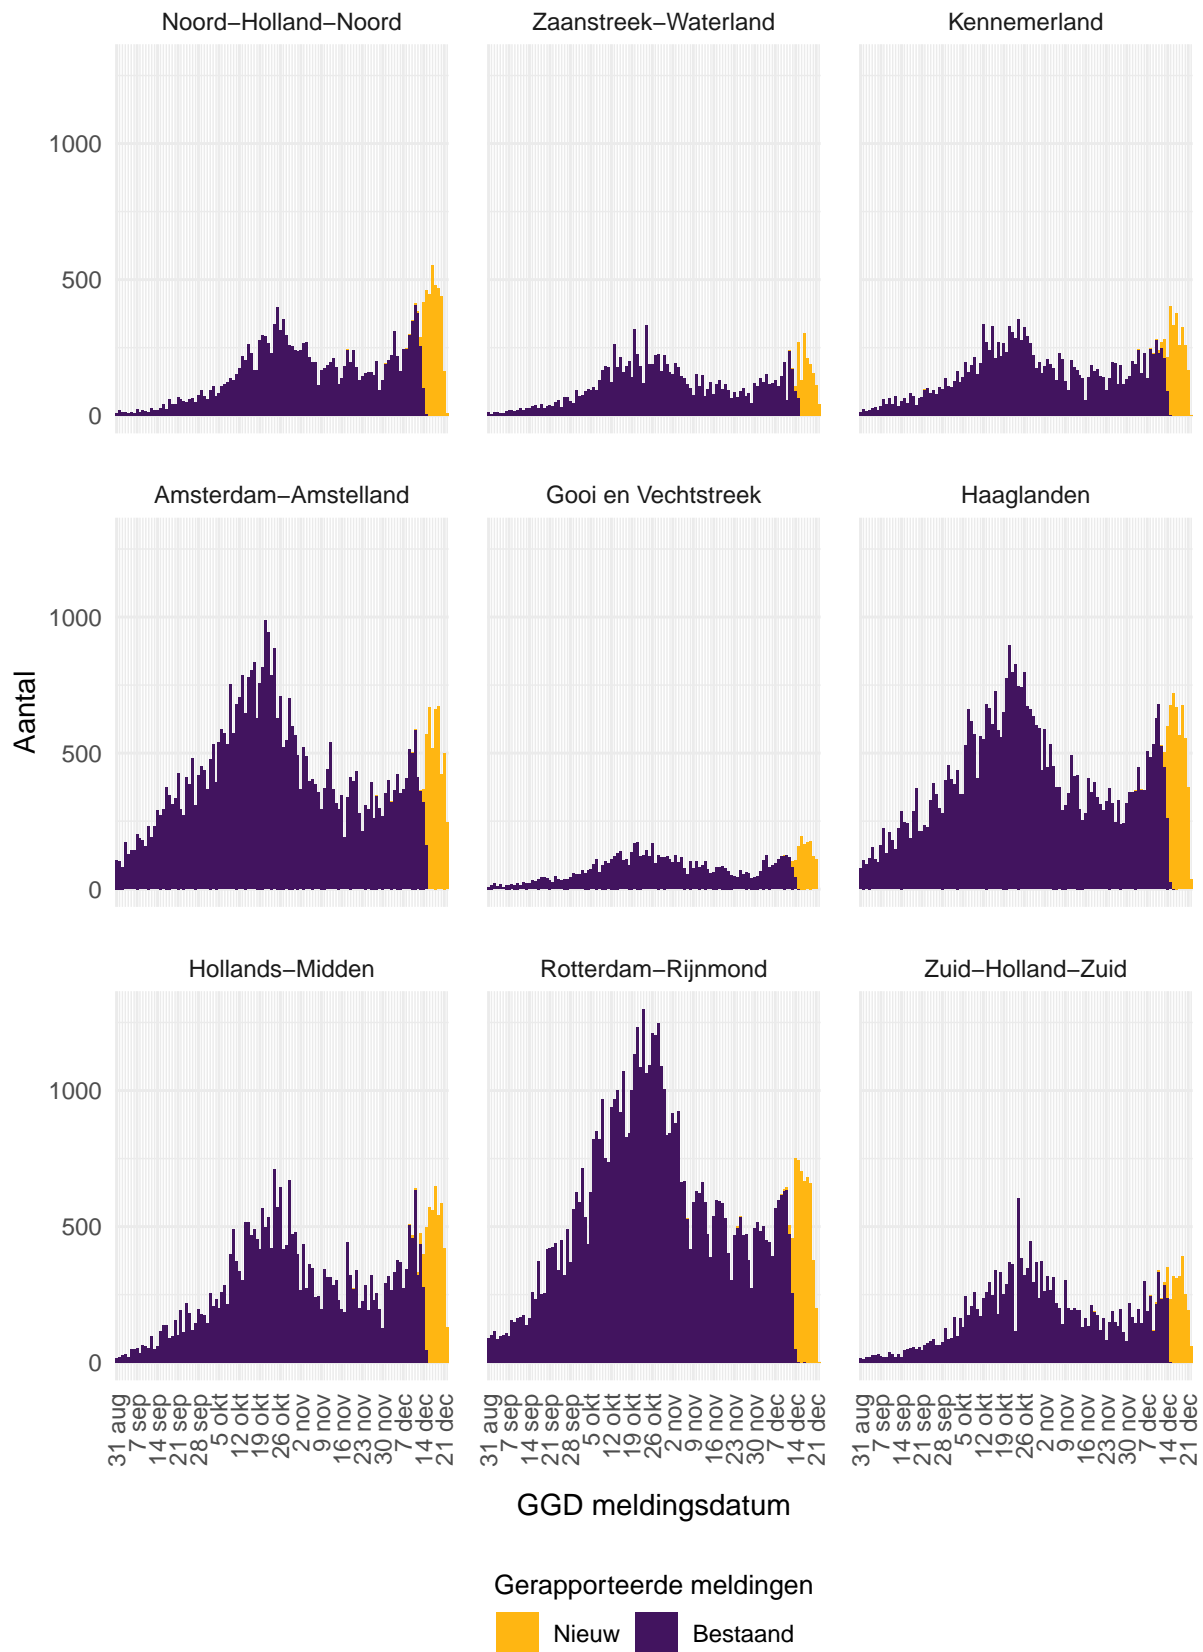 Noord−Holland−Noord Zaanstreek−Waterland Kennemerland
1000
500
0
Amsterdam−Amstelland Gooi en Vechtstreek Haaglanden
1000
500
0
Aantal
Hollands−Midden Rotterdam−Rijnmond Zuid−Holland−Zuid
1000
500
0
31 aug 7 sep 14 sep 21 sep 28 sep 5 okt 12 okt 19 okt 26 okt 2 nov 9 nov 16 nov 23 nov 30 nov 7 dec 14 dec 21 dec
31 aug 7 sep 14 sep 21 sep 28 sep 5 okt 12 okt 19 okt 26 okt 2 nov 9 nov 16 nov 23 nov 30 nov 7 dec 14 dec 21 dec
31 aug 7 sep 14 sep 21 sep 28 sep 5 okt 12 okt 19 okt 26 okt 2 nov 9 nov 16 nov 23 nov 30 nov 7 dec 14 dec 21 dec
GGD meldingsdatum
Gerapporteerde meldingen
Nieuw Bestaand